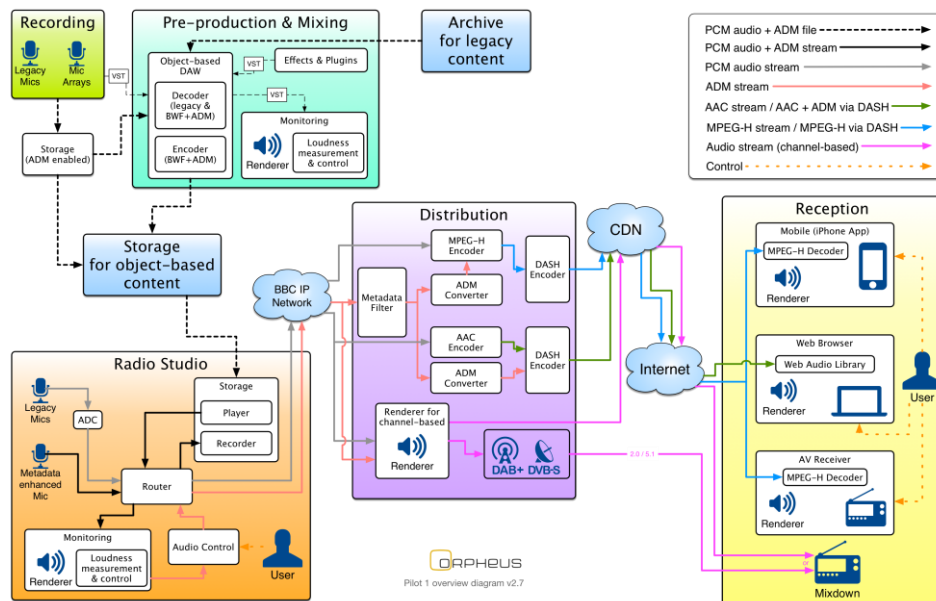 Recording
Legacy
Mics
Mic
Arrays
VST
Storage
(ADM enabled)
Pre-production & Mixing
Object-based
DAW
Decoder
(legacy &
BWF+ADM)
Encoder
(BWF+ADM)
VST
Effects & Plugins
VST
Monitoring
Renderer
Loudness
measurement
& control
Archive
for legacy
content
PCM audio + ADM file
PCM audio + ADM stream
PCM audio stream
ADM stream
AAC stream / AAC + ADM via DASH
MPEG-H stream / MPEG-H via DASH
Audio stream (channel-based)
Control
Storage
for object-based
content
BBC IP
Network
Distribution
Metadata
Filter
MPEG-H
Encoder
ADM
Converter
DASH
Encoder
AAC
Encoder
ADM
Converter
DASH
Encoder
Renderer for
channel-based
Renderer
DAB+
DVB-S
CDN
Internet
2.0 / 5.1
Reception
Mobile (iPhone App)
MPEG-H Decoder
Renderer
Web Browser
Web Audio Library
Renderer
User
AV Receiver
MPEG-H Decoder
Renderer
or
Mixdown
Radio Studio
Legacy
Mics
ADC
Storage
Player
Recorder
Metadata
enhanced
Mic
Router
Monitoring
Renderer
Loudness
measurement
& control
Audio Control
User
ORPHEUS
Pilot 1 overview diagram v2.7